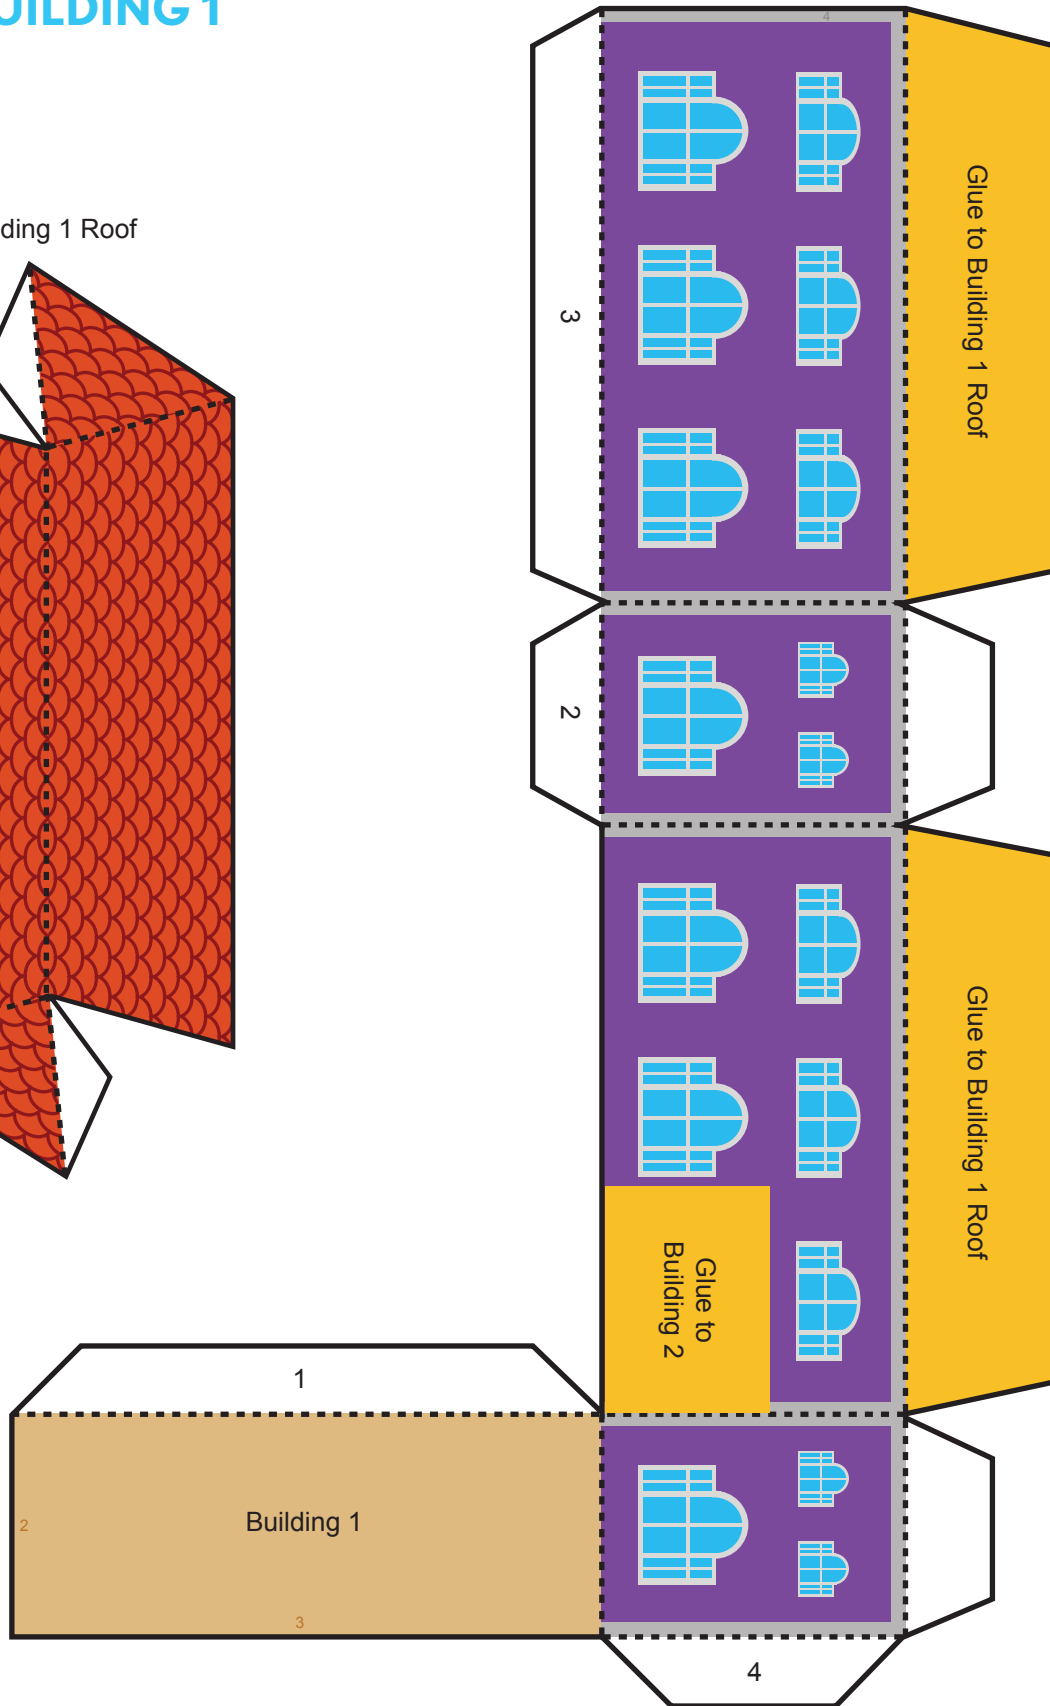 UILDING 1
4
Glue to Building 1 Roof
ding 1 Roof
3
2
Glue to Building 1 Roof
Glue to
Building 2
1
Building 1
2
3
4